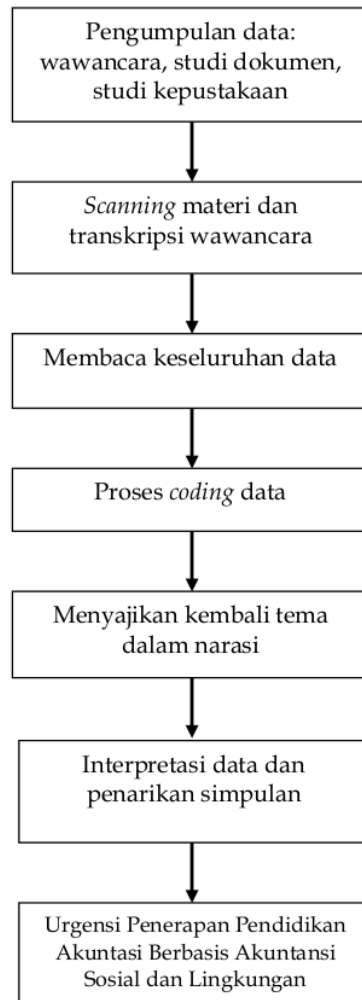 Pengumpulan data:
wawancara, studi dokumen,
studi kepustakaan
Scanning materi dan
transkripsi wawancara
Membaca keseluruhan data
Proses coding data
Menyajikan kembali tema
dalam narasi
Interpretasi data dan
penarikan simpulan
Urgensi Penerapan Pendidikan
Akuntasi Berbasis Akuntansi
Sosial dan Lingkungan